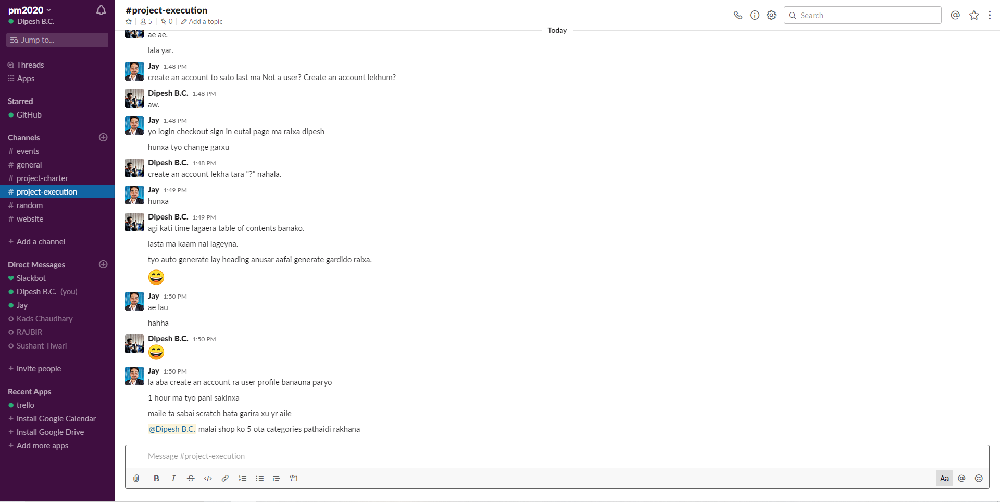 pm2020
Dipesh B.C.
Jump to...
Threads
Apps
Starred
GitHub
Channels
# events
# general
# project-charter
# project-execution
# random
# website
+ Add a channel
Direct Messages
Slackbot
Dipesh B.C. (you)
Jay
Kads Chaudhary
RAJBIR
Sushant Tiwari
+ Invite people
Recent Apps
trello
+ Install Google Calendar
+ Install Google Drive
+ Add more apps
#project-execution
5 | 0 | Add a topic
Search
Today
ae ae.
lala yar.
Jay 1:48 PM
create an account to sato last ma Not a user? Create an account lekhum?
Dipesh B.C. 1:48 PM
aw.
Jay 1:48 PM
yo login checkout sign in eutai page ma raixa dipesh
hunxa tyo change garxu
Dipesh B.C. 1:48 PM
create an account lekha tara "?" nahala.
Jay 1:49 PM
hunxa
Dipesh B.C. 1:49 PM
agi kati time lagaera table of contents banako.
lasta ma kaam nai lageyna.
tyo auto generate lay heading anusar aafai generate gardido raixa.
Jay 1:50 PM
ae lau
hahha
Dipesh B.C. 1:50 PM
Jay 1:50 PM
la aba create an account ra user profile banauna paryo
1 hour ma tyo pani sakinxa
maile ta sabai scratch bata garira xu yr aile
@Dipesh B.C. malai shop ko 5 ota categories pathaidi rakhana
Message #project-execution
B I S </>
Aa @